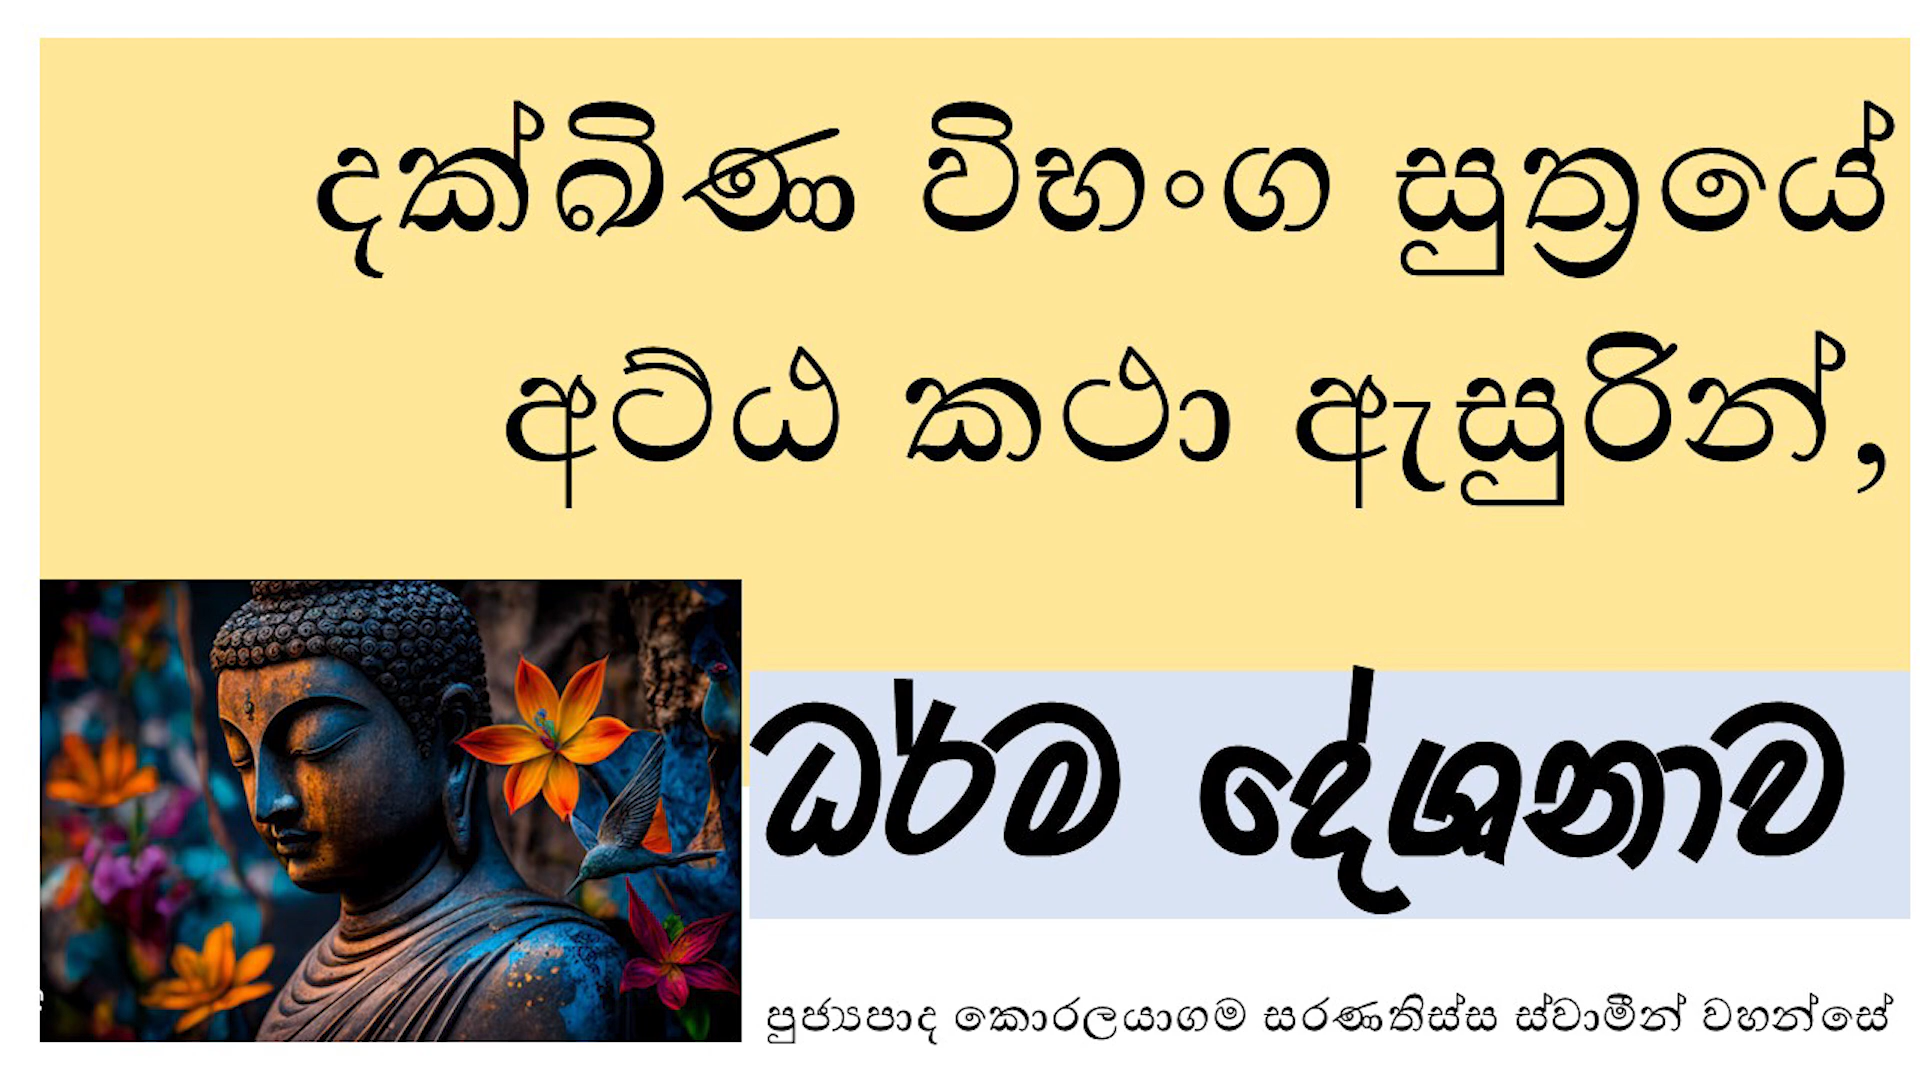 දක්ඛිණ විභංග සුත්‍රයේ
අට්ඨ කථා ඇසුරින්,
ධර්ම දේශනාව
පුජ්‍යපාද කොරලයාගම සරණතිස්ස ස්වාමීන් වහන්සේ